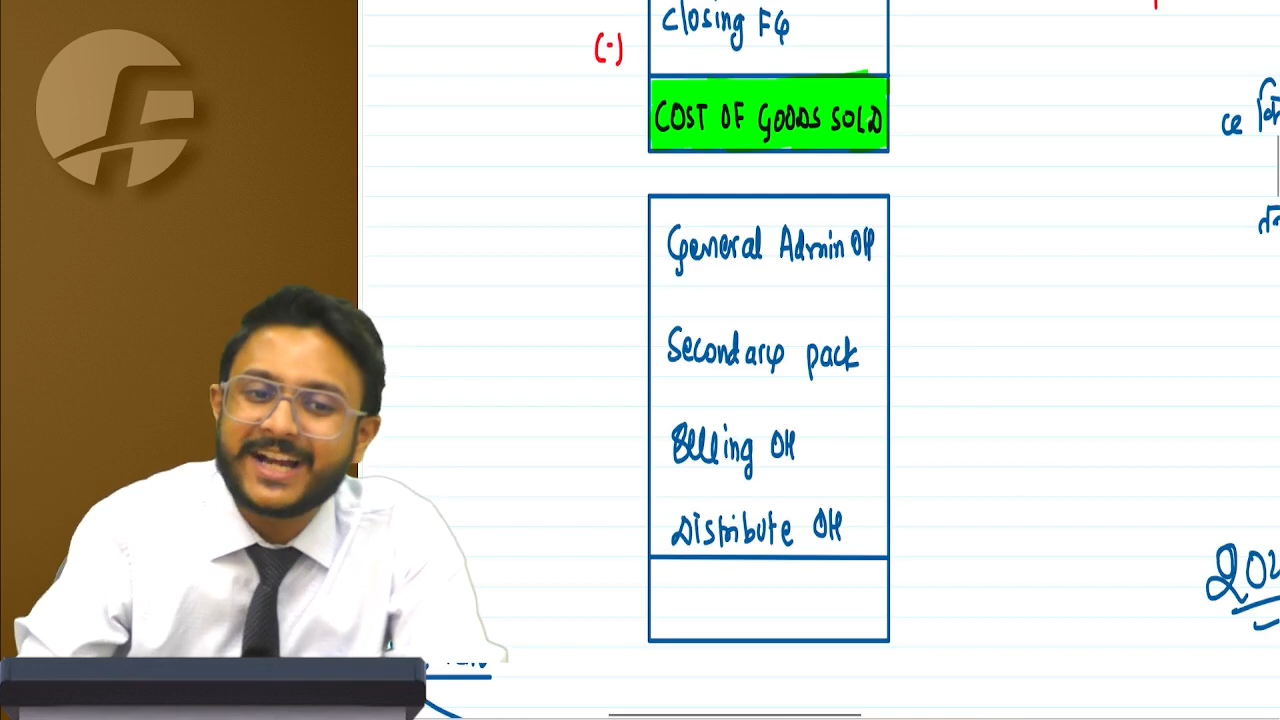 Closing FG
(-)
COST OF GOODS SOLD
General Admin OH
Secondary pack
Selling OH
Distribute OH